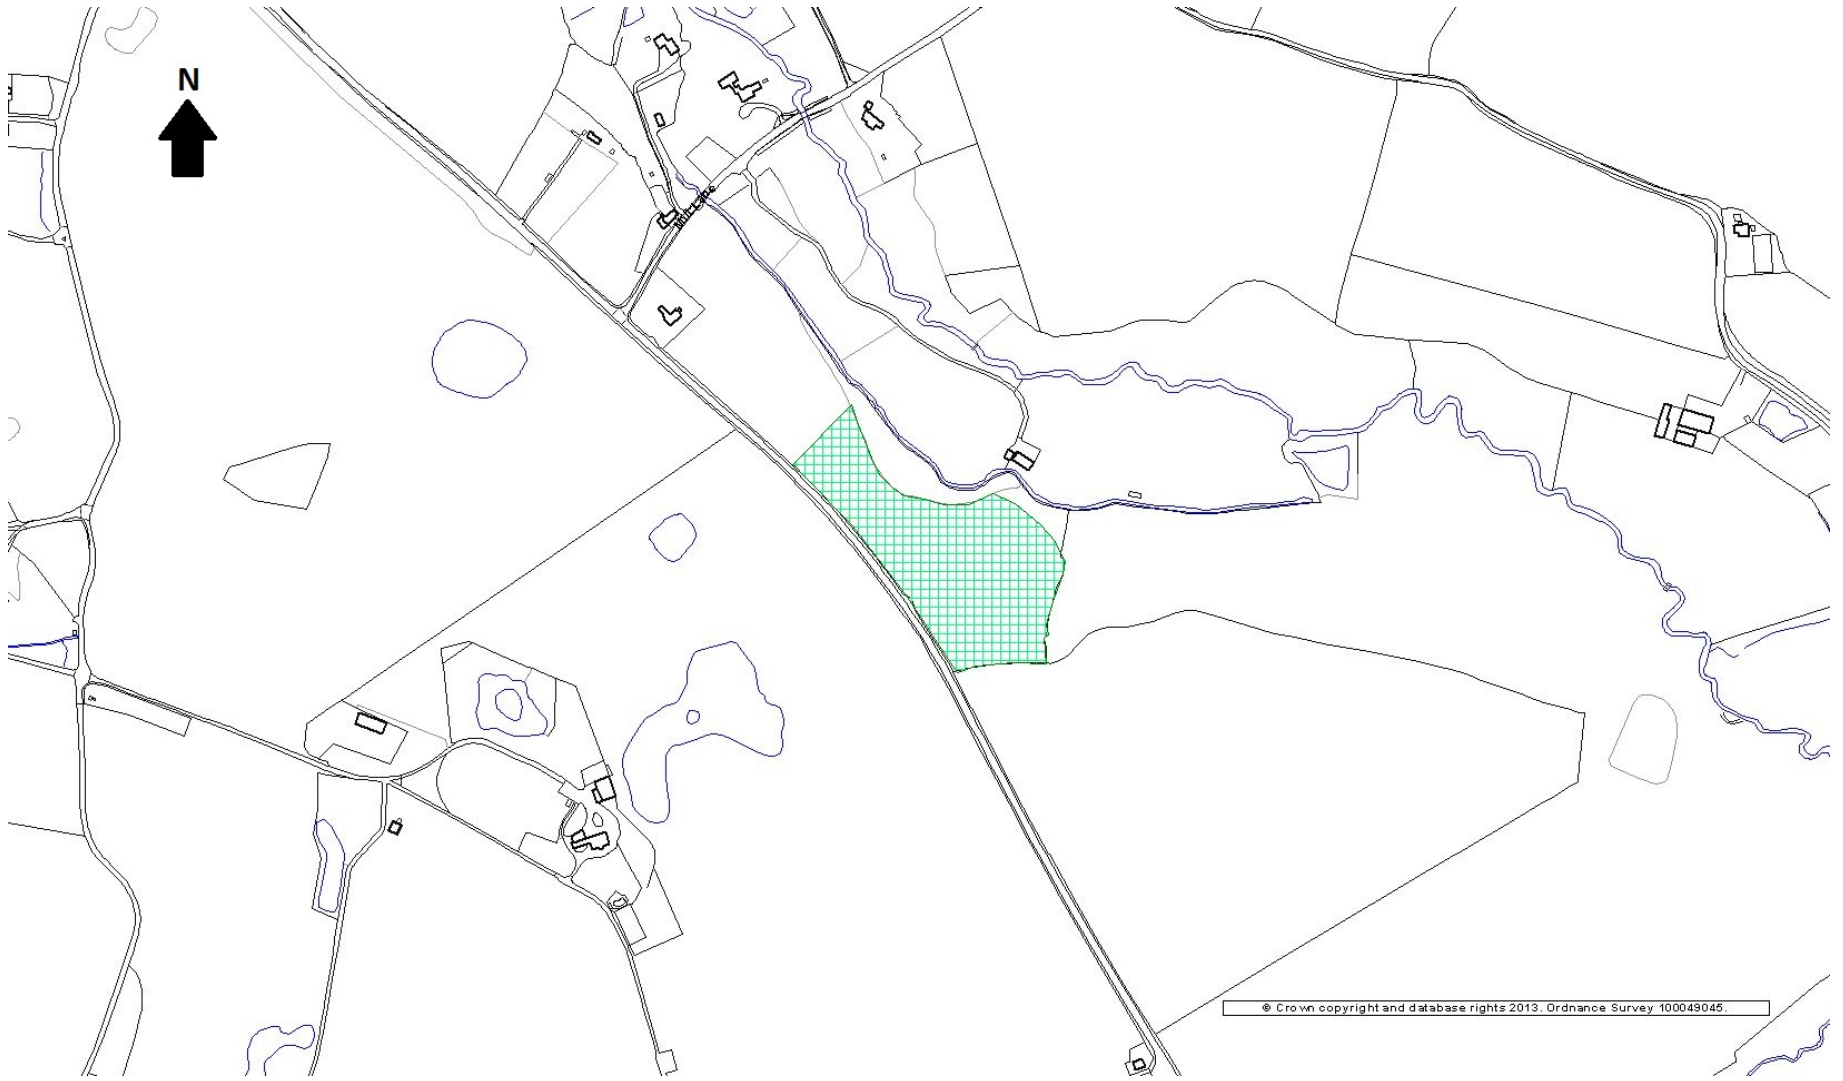 N
Mill Lane
© Crown copyright and database rights 2013. Ordnance Survey 100049045.